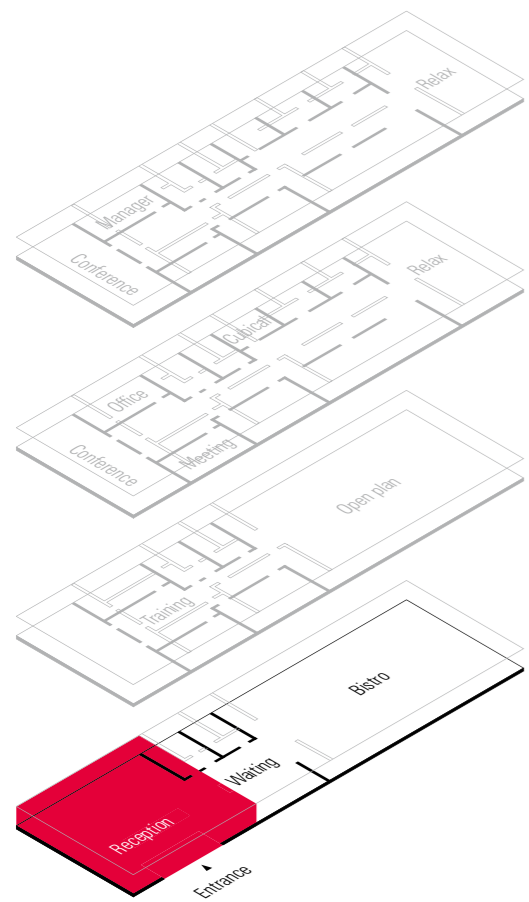 Relax
Manager
Conference
Relax
Cubical
Office
Conference
Meeting
Open plan
Training
Bistro
Waiting
Reception
Entrance